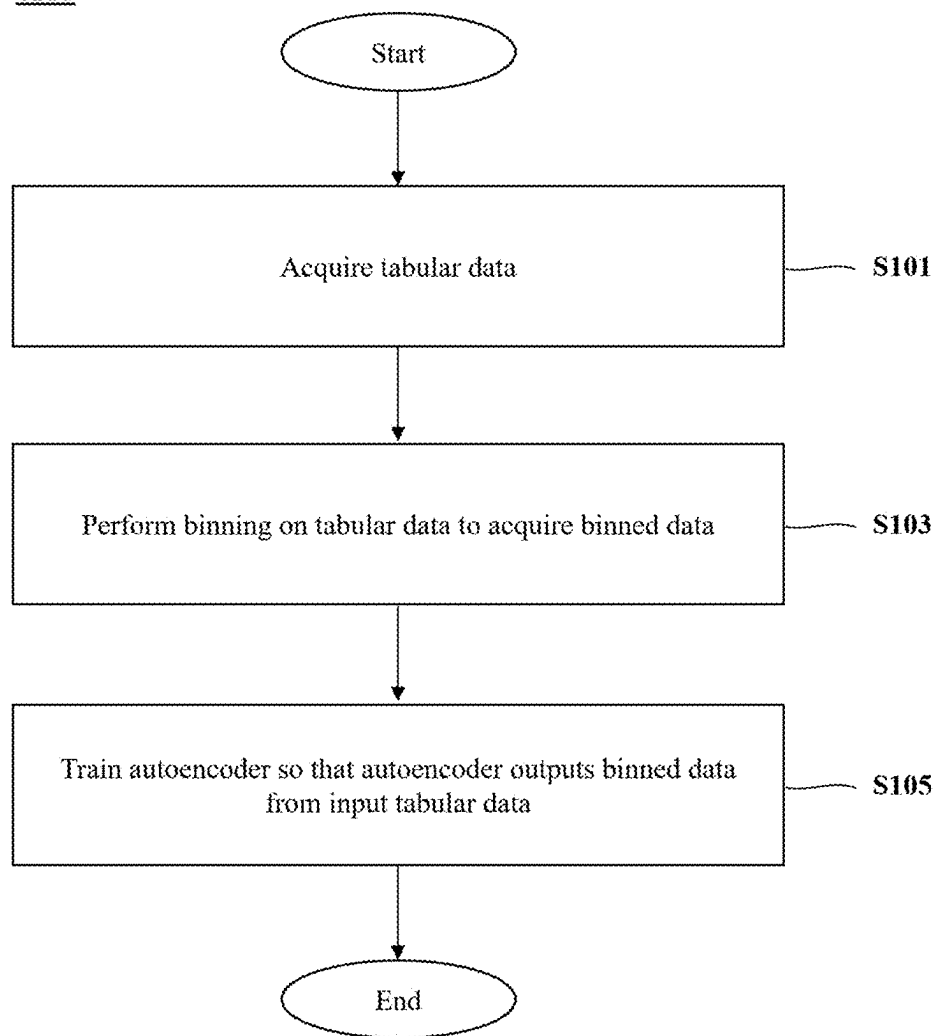 Start
Acquire tabular data
S101
Perform binning on tabular data to acquire binned data
S103
Train autoencoder so that autoencoder outputs binned data
from input tabular data
S105
End